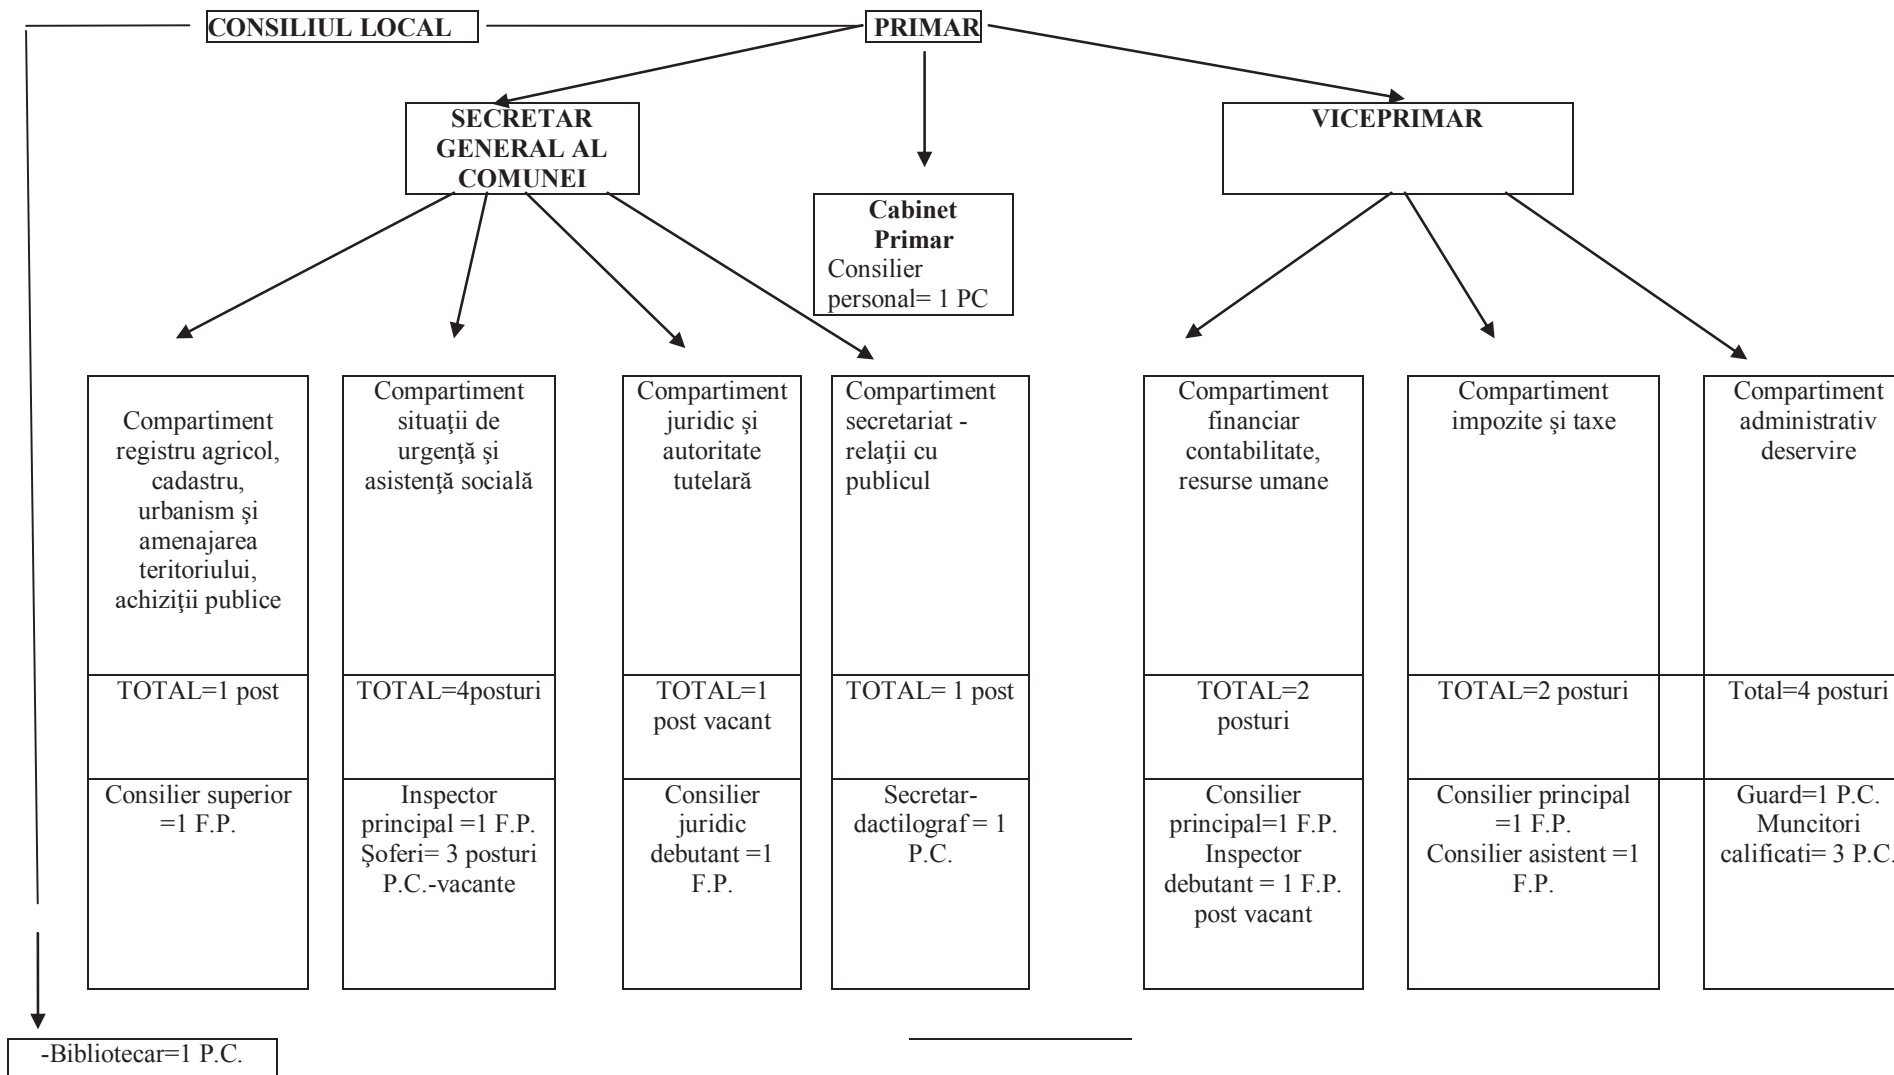 CONSILIUL LOCAL
PRIMAR
SECRETAR
GENERAL AL
COMUNEI
VICEPRIMAR
Cabinet
Primar
Consilier
personal= 1 PC
Compartiment
registru agricol,
cadastru,
urbanism şi
amenajarea
teritoriului,
achiziţii publice
Compartiment
situaţii de
urgenţă şi
asistenţă socială
Compartiment
juridic şi
autoritate
tutelară
Compartiment
secretariat -
relaţii cu
publicul
Compartiment
financiar
contabilitate,
resurse umane
Compartiment
impozite şi taxe
Compartiment
administrativ
deservire
TOTAL=1 post
TOTAL=4posturi
TOTAL=1
post vacant
TOTAL= 1 post
TOTAL=2
posturi
TOTAL=2 posturi
Total=4 posturi
Consilier superior
=1 F.P.
Inspector
principal =1 F.P.
Şoferi= 3 posturi
P.C.-vacante
Consilier
juridic
debutant =1
F.P.
Secretar-
dactilograf = 1
P.C.
Consilier
principal=1 F.P.
Inspector
debutant = 1 F.P.
post vacant
Consilier principal
=1 F.P.
Consilier asistent =1
F.P.
Guard=1 P.C.
Muncitori
calificati= 3 P.C.
-Bibliotecar=1 P.C.